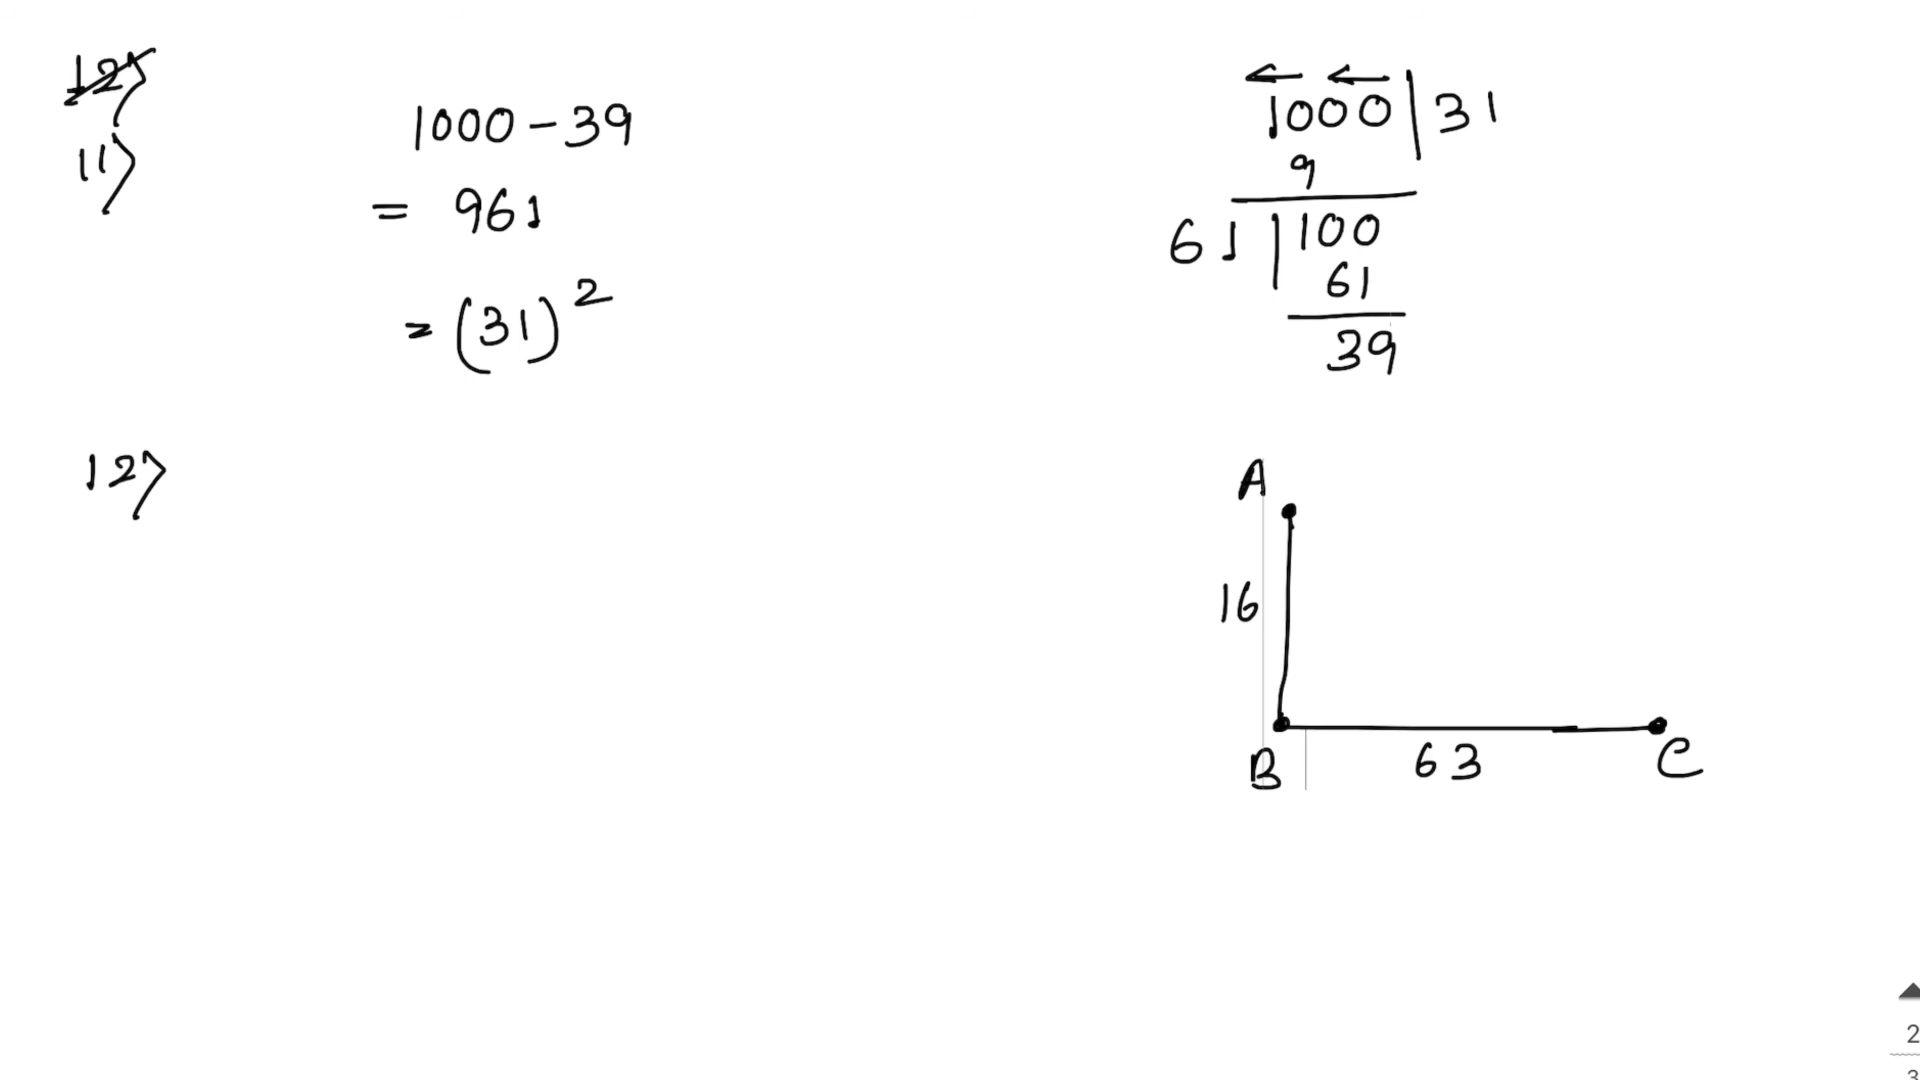 12)
11)
1000 - 39
= 961
= (31)²
1000 | 31
9
61 | 100
61
39
12)
A
16
B
63
C
2
3